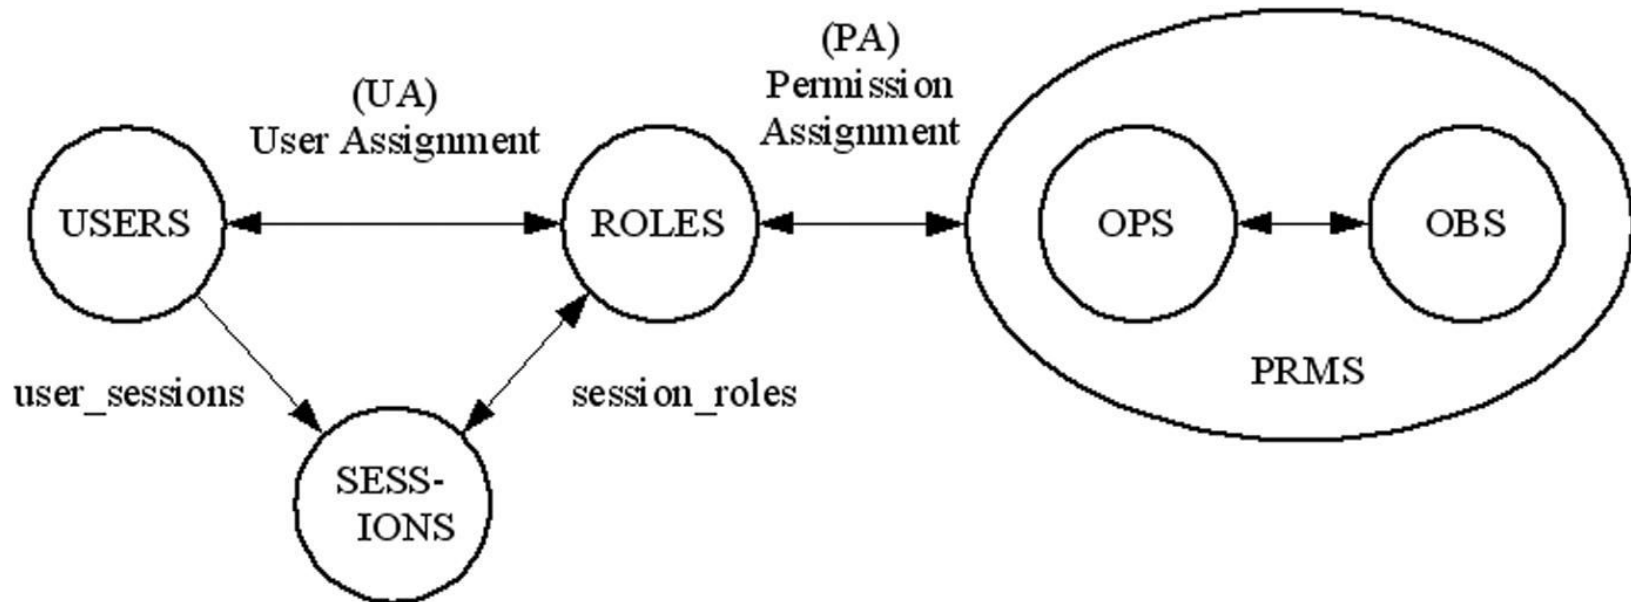 (UA)
User Assignment
(PA)
Permission
Assignment
USERS
ROLES
OPS
OBS
PRMS
user_sessions
session_roles
SESS-
IONS